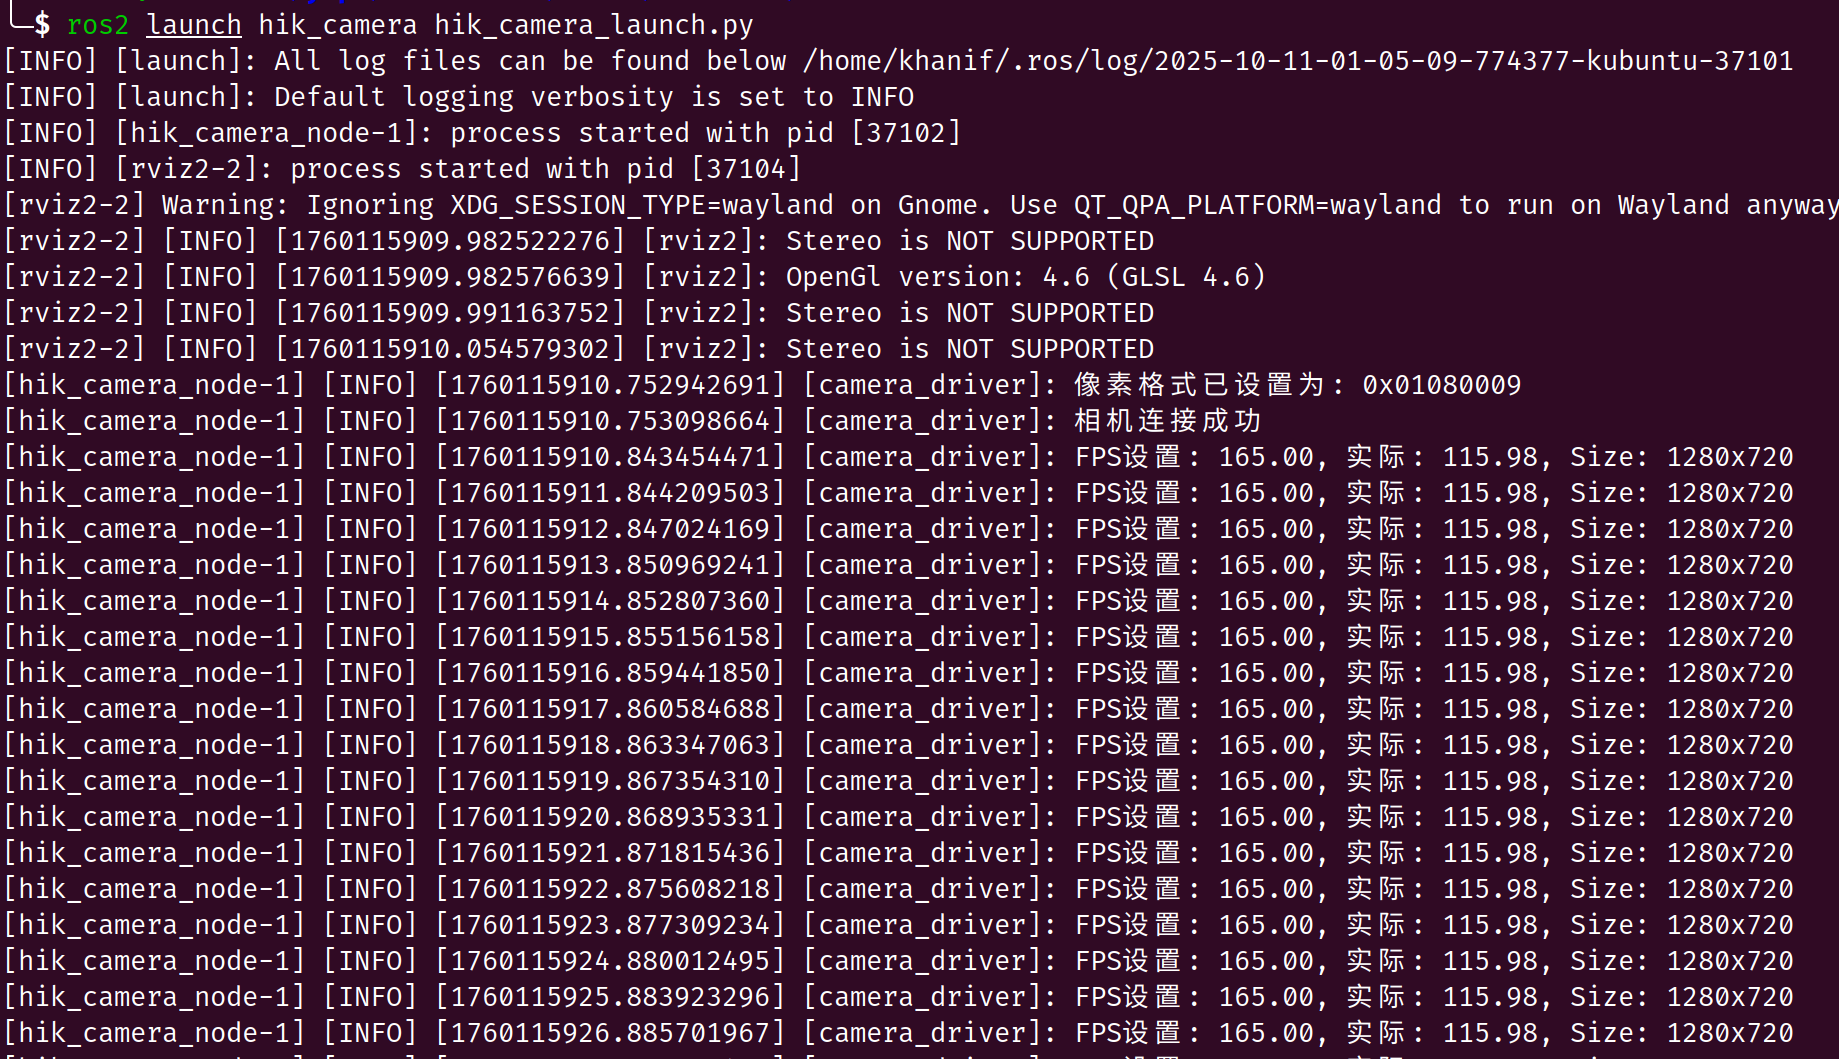 $ ros2 launch hik_camera hik_camera_launch.py
[INFO] [launch]: All log files can be found below /home/khanif/.ros/log/2025-10-11-01-05-09-774377-kubuntu-37101
[INFO] [launch]: Default logging verbosity is set to INFO
[INFO] [hik_camera_node-1]: process started with pid [37102]
[INFO] [rviz2-2]: process started with pid [37104]
[rviz2-2] Warning: Ignoring XDG_SESSION_TYPE=wayland on Gnome. Use QT_QPA_PLATFORM=wayland to run on Wayland anyway
[rviz2-2] [INFO] [1760115909.982522276] [rviz2]: Stereo is NOT SUPPORTED
[rviz2-2] [INFO] [1760115909.982576639] [rviz2]: OpenGl version: 4.6 (GLSL 4.6)
[rviz2-2] [INFO] [1760115909.991163752] [rviz2]: Stereo is NOT SUPPORTED
[rviz2-2] [INFO] [1760115910.054579302] [rviz2]: Stereo is NOT SUPPORTED
[hik_camera_node-1] [INFO] [1760115910.752942691] [camera_driver]: 像素格式已设置为: 0x01080009
[hik_camera_node-1] [INFO] [1760115910.753098664] [camera_driver]: 相机连接成功
[hik_camera_node-1] [INFO] [1760115910.843454471] [camera_driver]: FPS设置: 165.00, 实际: 115.98, Size: 1280x720
[hik_camera_node-1] [INFO] [1760115911.844209503] [camera_driver]: FPS设置: 165.00, 实际: 115.98, Size: 1280x720
[hik_camera_node-1] [INFO] [1760115912.847024169] [camera_driver]: FPS设置: 165.00, 实际: 115.98, Size: 1280x720
[hik_camera_node-1] [INFO] [1760115913.850969241] [camera_driver]: FPS设置: 165.00, 实际: 115.98, Size: 1280x720
[hik_camera_node-1] [INFO] [1760115914.852807360] [camera_driver]: FPS设置: 165.00, 实际: 115.98, Size: 1280x720
[hik_camera_node-1] [INFO] [1760115915.855156158] [camera_driver]: FPS设置: 165.00, 实际: 115.98, Size: 1280x720
[hik_camera_node-1] [INFO] [1760115916.859441850] [camera_driver]: FPS设置: 165.00, 实际: 115.98, Size: 1280x720
[hik_camera_node-1] [INFO] [1760115917.860584688] [camera_driver]: FPS设置: 165.00, 实际: 115.98, Size: 1280x720
[hik_camera_node-1] [INFO] [1760115918.863347063] [camera_driver]: FPS设置: 165.00, 实际: 115.98, Size: 1280x720
[hik_camera_node-1] [INFO] [1760115919.867354310] [camera_driver]: FPS设置: 165.00, 实际: 115.98, Size: 1280x720
[hik_camera_node-1] [INFO] [1760115920.868935331] [camera_driver]: FPS设置: 165.00, 实际: 115.98, Size: 1280x720
[hik_camera_node-1] [INFO] [1760115921.871815436] [camera_driver]: FPS设置: 165.00, 实际: 115.98, Size: 1280x720
[hik_camera_node-1] [INFO] [1760115922.875608218] [camera_driver]: FPS设置: 165.00, 实际: 115.98, Size: 1280x720
[hik_camera_node-1] [INFO] [1760115923.877309234] [camera_driver]: FPS设置: 165.00, 实际: 115.98, Size: 1280x720
[hik_camera_node-1] [INFO] [1760115924.880012495] [camera_driver]: FPS设置: 165.00, 实际: 115.98, Size: 1280x720
[hik_camera_node-1] [INFO] [1760115925.883923296] [camera_driver]: FPS设置: 165.00, 实际: 115.98, Size: 1280x720
[hik_camera_node-1] [INFO] [1760115926.885701967] [camera_driver]: FPS设置: 165.00, 实际: 115.98, Size: 1280x720